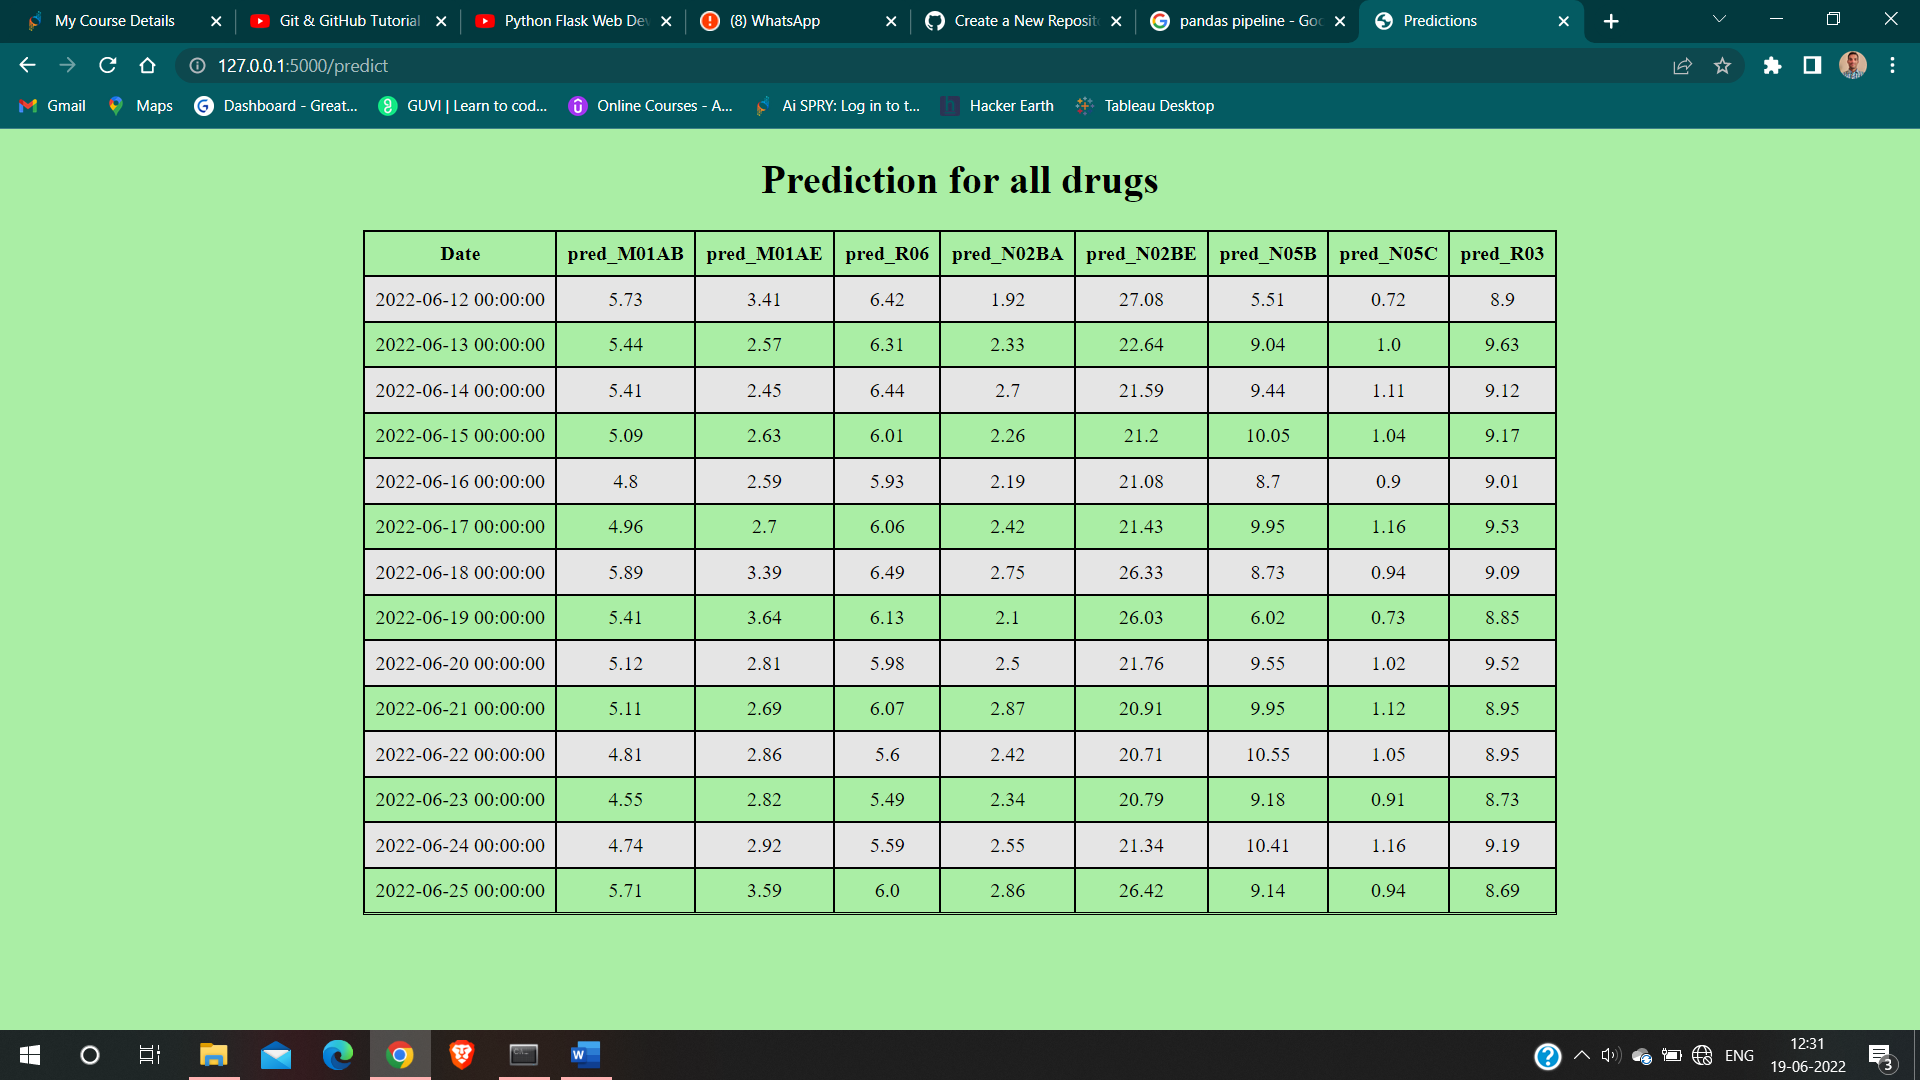 My Course Details
Git & GitHub Tutorial
Python Flask Web Dev
(8) WhatsApp
Create a New Reposito
pandas pipeline - Goo
Predictions
127.0.0.1:5000/predict
Gmail
Maps
Dashboard - Great...
GUVI | Learn to cod...
Online Courses - A...
Ai SPRY: Log in to t...
Hacker Earth
Tableau Desktop
Prediction for all drugs
Date pred_M01AB pred_M01AE pred_R06 pred_N02BA pred_N02BE pred_N05B pred_N05C pred_R03
2022-06-12 00:00:00 5.73 3.41 6.42 1.92 27.08 5.51 0.72 8.9
2022-06-13 00:00:00 5.44 2.57 6.31 2.33 22.64 9.04 1.0 9.63
2022-06-14 00:00:00 5.41 2.45 6.44 2.7 21.59 9.44 1.11 9.12
2022-06-15 00:00:00 5.09 2.63 6.01 2.26 21.2 10.05 1.04 9.17
2022-06-16 00:00:00 4.8 2.59 5.93 2.19 21.08 8.7 0.9 9.01
2022-06-17 00:00:00 4.96 2.7 6.06 2.42 21.43 9.95 1.16 9.53
2022-06-18 00:00:00 5.89 3.39 6.49 2.75 26.33 8.73 0.94 9.09
2022-06-19 00:00:00 5.41 3.64 6.13 2.1 26.03 6.02 0.73 8.85
2022-06-20 00:00:00 5.12 2.81 5.98 2.5 21.76 9.55 1.02 9.52
2022-06-21 00:00:00 5.11 2.69 6.07 2.87 20.91 9.95 1.12 8.95
2022-06-22 00:00:00 4.81 2.86 5.6 2.42 20.71 10.55 1.05 8.95
2022-06-23 00:00:00 4.55 2.82 5.49 2.34 20.79 9.18 0.91 8.73
2022-06-24 00:00:00 4.74 2.92 5.59 2.55 21.34 10.41 1.16 9.19
2022-06-25 00:00:00 5.71 3.59 6.0 2.86 26.42 9.14 0.94 8.69
ENG
12:31
19-06-2022
3